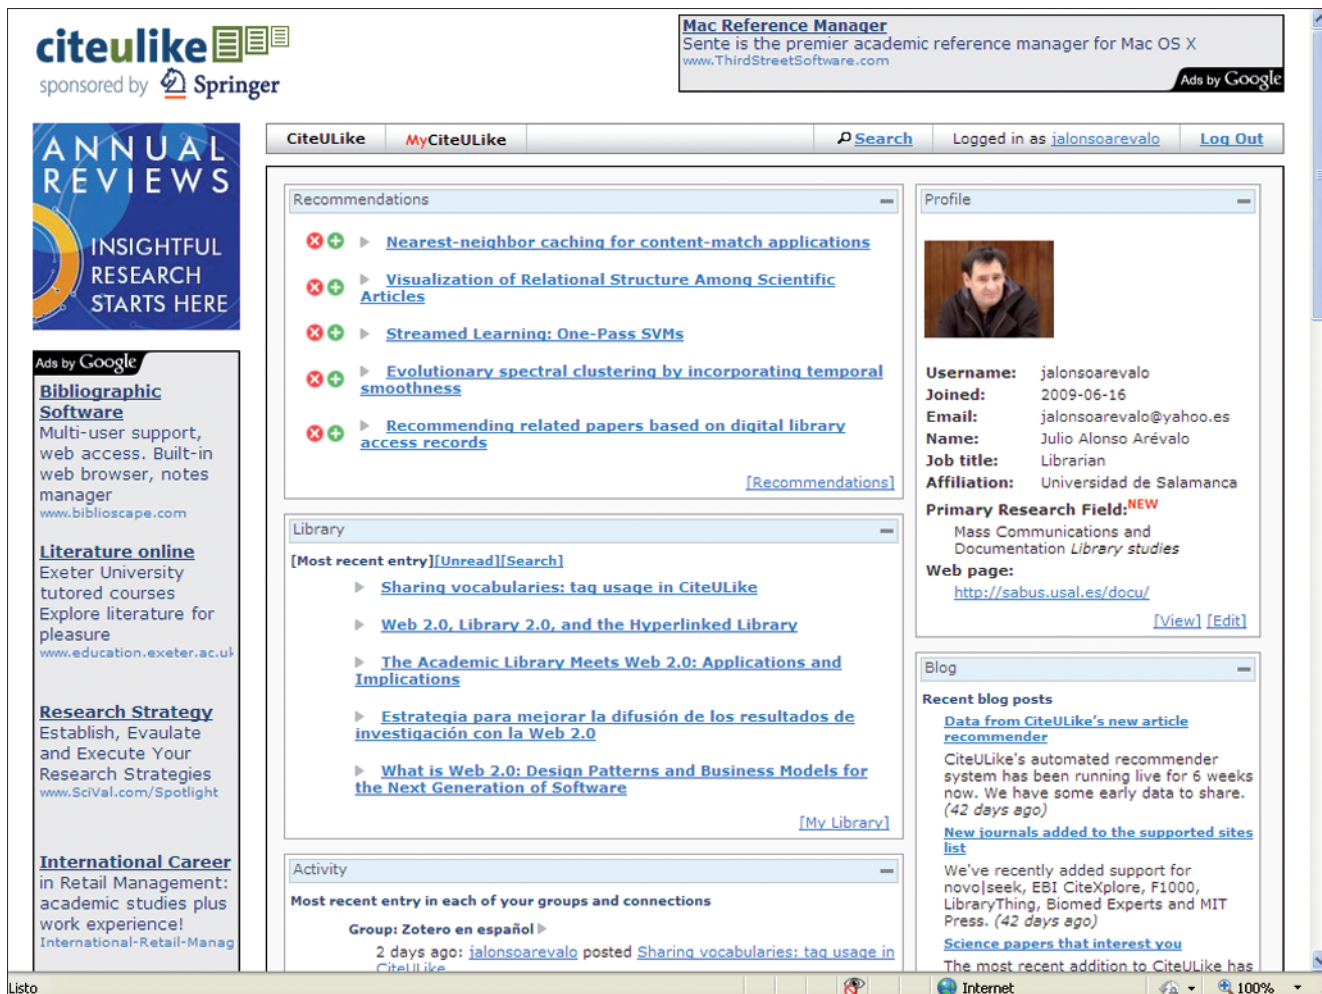 citeulike
sponsored by Springer
Mac Reference Manager
Sente is the premier academic reference manager for Mac OS X
www.ThirdStreetSoftware.com
Ads by Google
ANNUAL
REVIEWS
INSIGHTFUL
RESEARCH
STARTS HERE
CiteULike MyCiteULike Search Logged in as jalonsoarevalo Log Out
Ads by Google
Bibliographic
Software
Multi-user support,
web access. Built-in
web browser, notes
manager
www.biblioscape.com
Literature online
Exeter University
tutored courses
Explore literature for
pleasure
www.education.exeter.ac.uk
Research Strategy
Establish, Evaulate
and Execute Your
Research Strategies
www.SciVal.com/Spotlight
International Career
in Retail Management:
academic studies plus
work experience!
International-Retail-Manag
Recommendations
Nearest-neighbor caching for content-match applications
Visualization of Relational Structure Among Scientific
Articles
Streamed Learning: One-Pass SVMs
Evolutionary spectral clustering by incorporating temporal
smoothness
Recommending related papers based on digital library
access records
[Recommendations]
Library
[Most recent entry][Unread][Search]
Sharing vocabularies: tag usage in CiteULike
Web 2.0, Library 2.0, and the Hyperlinked Library
The Academic Library Meets Web 2.0: Applications and
Implications
Estrategia para mejorar la difusión de los resultados de
investigación con la Web 2.0
What is Web 2.0: Design Patterns and Business Models for
the Next Generation of Software
[My Library]
Activity
Most recent entry in each of your groups and connections
Group: Zotero en español
2 days ago: jalonsoarevalo posted Sharing vocabularies: tag usage in
CiteULike
Profile
Username: jalonsoarevalo
Joined: 2009-06-16
Email: jalonsoarevalo@yahoo.es
Name: Julio Alonso Arévalo
Job title: Librarian
Affiliation: Universidad de Salamanca
Primary Research Field:NEW
Mass Communications and
Documentation Library studies
Web page:
http://sabus.usal.es/docu/
[View] [Edit]
Blog
Recent blog posts
Data from CiteULike's new article
recommender
CiteULike's automated recommender
system has been running live for 6 weeks
now. We have some early data to share.
(42 days ago)
New journals added to the supported sites
list
We've recently added support for
novo|seek, EBI CiteXplore, F1000,
LibraryThing, Biomed Experts and MIT
Press. (42 days ago)
Science papers that interest you
The most recent addition to CiteULike has
Listo Internet 100%